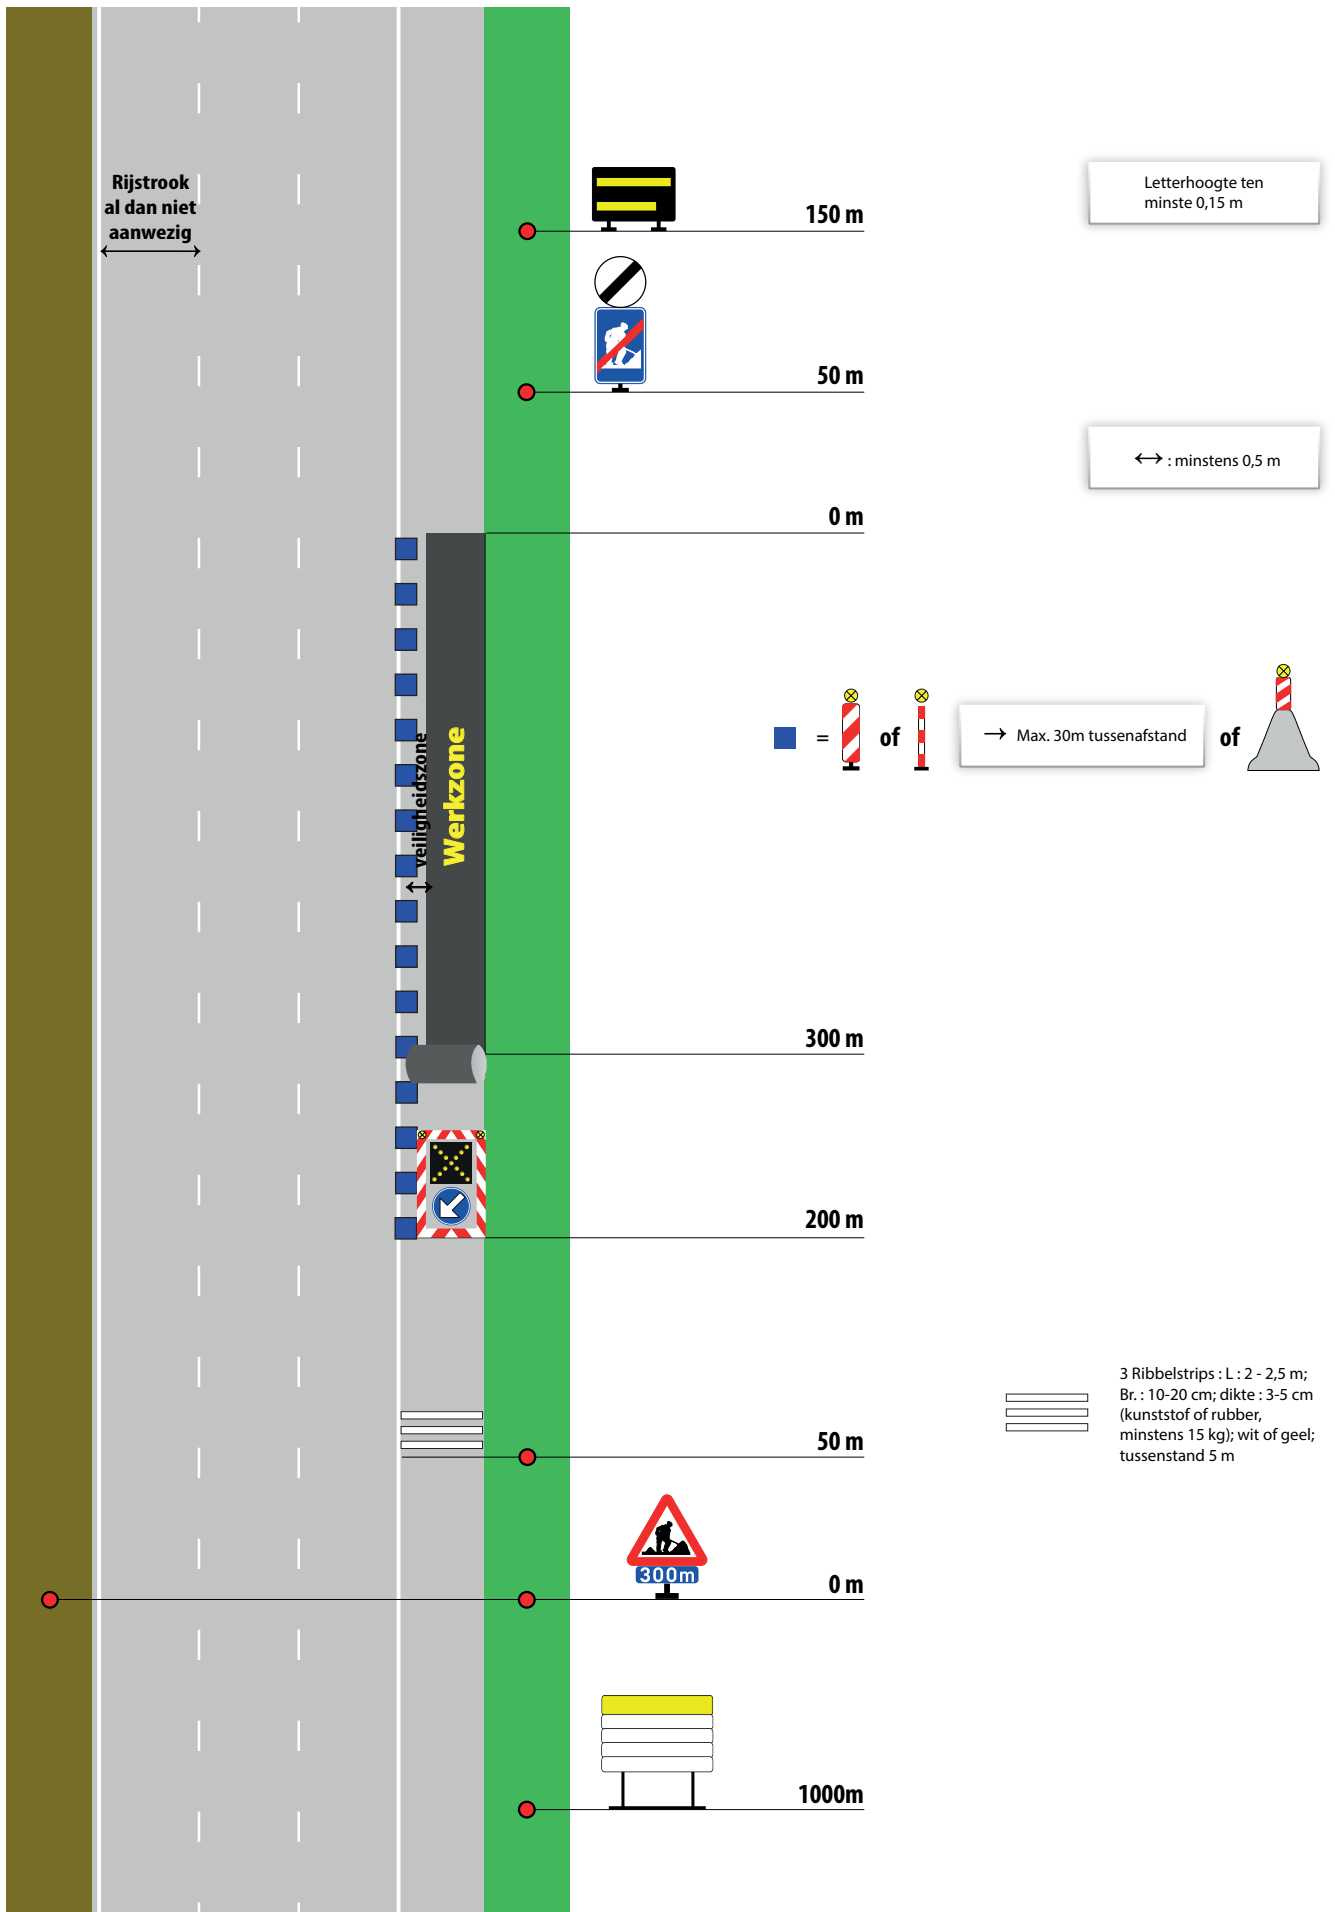 Rijstrook
al dan niet
aanwezig
150 m
Letterhoogte ten
minste 0,15 m
50 m
↔ : minstens 0,5 m
0 m
veiligheidszone
Werkzone
= of → Max. 30m tussenafstand of
300 m
200 m
3 Ribbelstrips : L : 2 - 2,5 m;
Br. : 10-20 cm; dikte : 3-5 cm
(kunststof of rubber,
minstens 15 kg); wit of geel;
tussenstand 5 m
50 m
300m
0 m
1000m